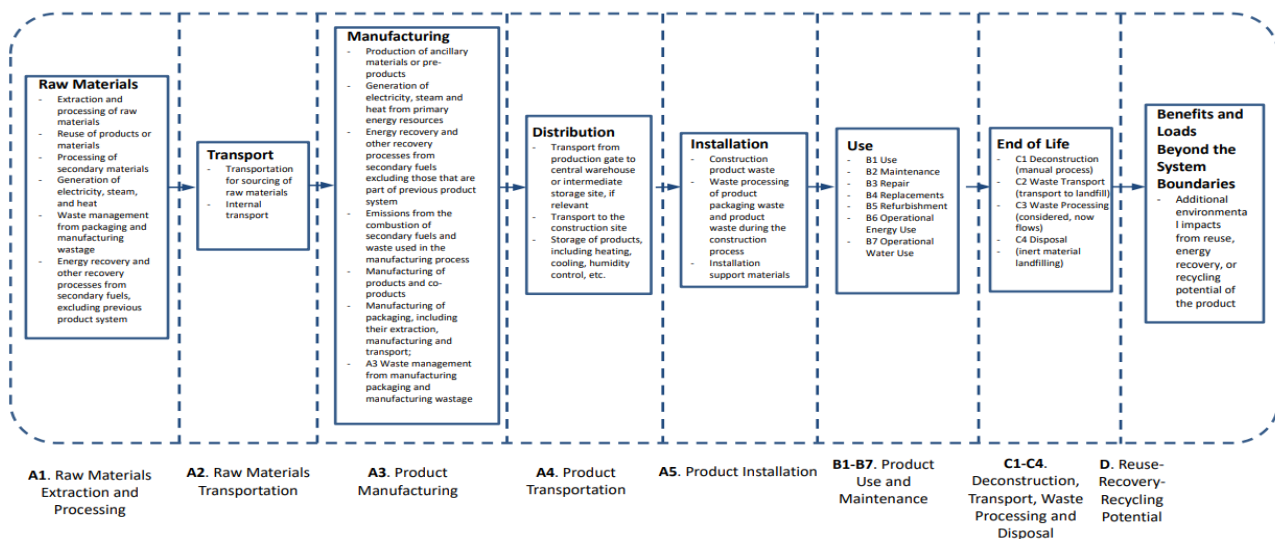 Raw Materials
- Extraction and
processing of raw
materials
- Reuse of products or
materials
- Processing of
secondary materials
- Generation of
electricity, steam,
and heat
- Waste management
from packaging and
manufacturing
wastage
- Energy recovery and
other recovery
processes from
secondary fuels,
excluding previous
product system
Transport
- Transportation
for sourcing of
raw materials
- Internal
transport
Manufacturing
- Production of ancillary
materials or pre-
products
- Generation of
electricity, steam and
heat from primary
energy resources
- Energy recovery and
other recovery
processes from
secondary fuels
excluding those that are
part of previous product
system
- Emissions from the
combustion of
secondary fuels and
waste used in the
manufacturing process
- Manufacturing of
products and co-
products
- Manufacturing of
packaging, including
their extraction,
manufacturing and
transport;
- A3 Waste management
from manufacturing
packaging and
manufacturing wastage
Distribution
- Transport from
production gate to
central warehouse
or intermediate
storage site, if
relevant
- Transport to the
construction site
- Storage of products,
including heating,
cooling, humidity
control, etc.
Installation
- Construction
product waste
- Waste processing of
product packaging
waste and product
waste during the
construction
process
- Installation
support materials
Use
- B1 Use
- B2 Maintenance
- B3 Repair
- B4 Replacements
- B5 Refurbishment
- B6 Operational
Energy Use
- B7 Operational
Water Use
End of Life
- C1 Deconstruction
(manual process)
- C2 Waste Transport
(transport to landfill)
- C3 Waste Processing
(considered, now
flows)
- C4 Disposal
- (inert material
landfilling)
Benefits and
Loads
Beyond the
System
Boundaries
- Additional
environmenta
l impacts
from reuse,
energy
recovery, or
recycling
potential of
the product
A1. Raw Materials
Extraction and
Processing
A2. Raw Materials
Transportation
A3. Product
Manufacturing
A4. Product
Transportation
A5. Product Installation
B1-B7. Product
Use and
Maintenance
C1-C4.
Deconstruction,
Transport, Waste
Processing and
Disposal
D. Reuse-
Recovery-
Recycling
Potential